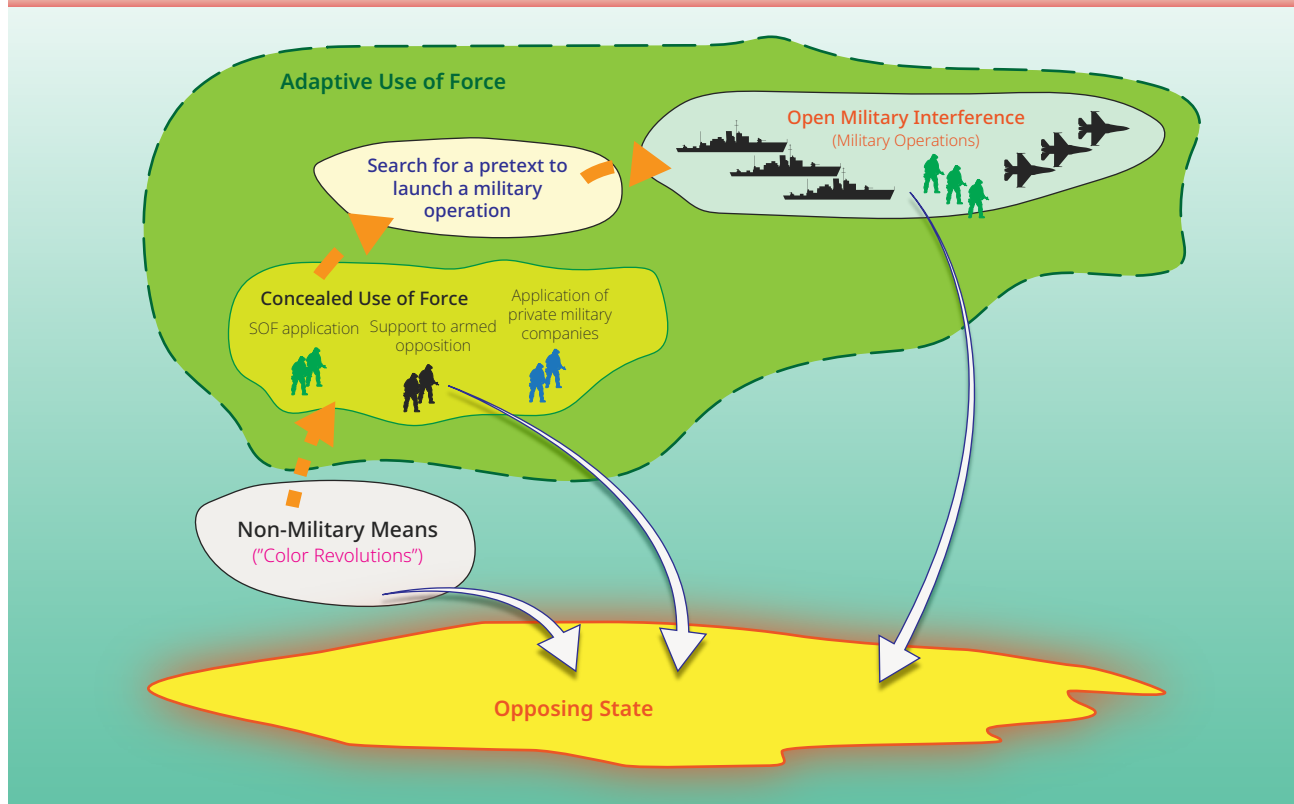 Adaptive Use of Force
Open Military Interference
(Military Operations)
Search for a pretext to
launch a military
operation
Concealed Use of Force
SOF application
Support to armed
opposition
Application of
private military
companies
Non-Military Means
(”Color Revolutions”)
Opposing State